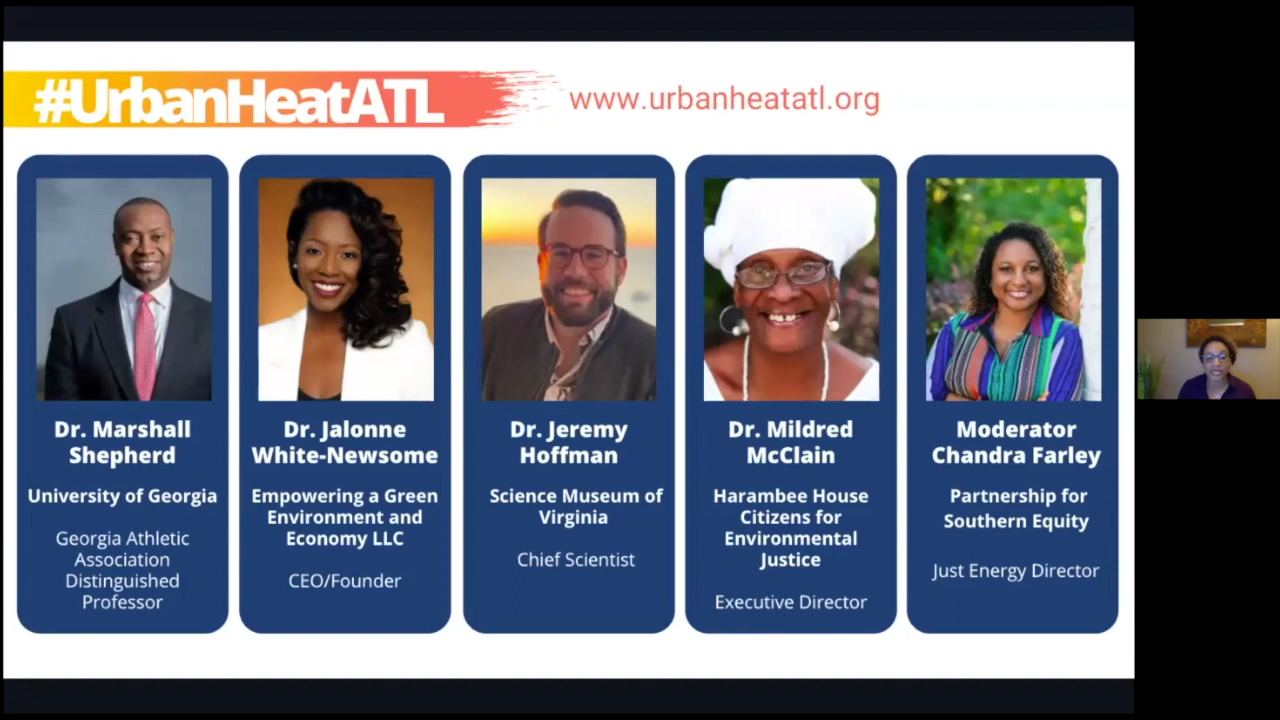 #UrbanHeatATL
www.urbanheatatl.org
Dr. Marshall
Shepherd
University of Georgia
Georgia Athletic
Association
Distinguished
Professor
Dr. Jalonne
White-Newsome
Empowering a Green
Environment and
Economy LLC
CEO/Founder
Dr. Jeremy
Hoffman
Science Museum of
Virginia
Chief Scientist
Dr. Mildred
McClain
Harambee House
Citizens for
Environmental
Justice
Executive Director
Moderator
Chandra Farley
Partnership for
Southern Equity
Just Energy Director